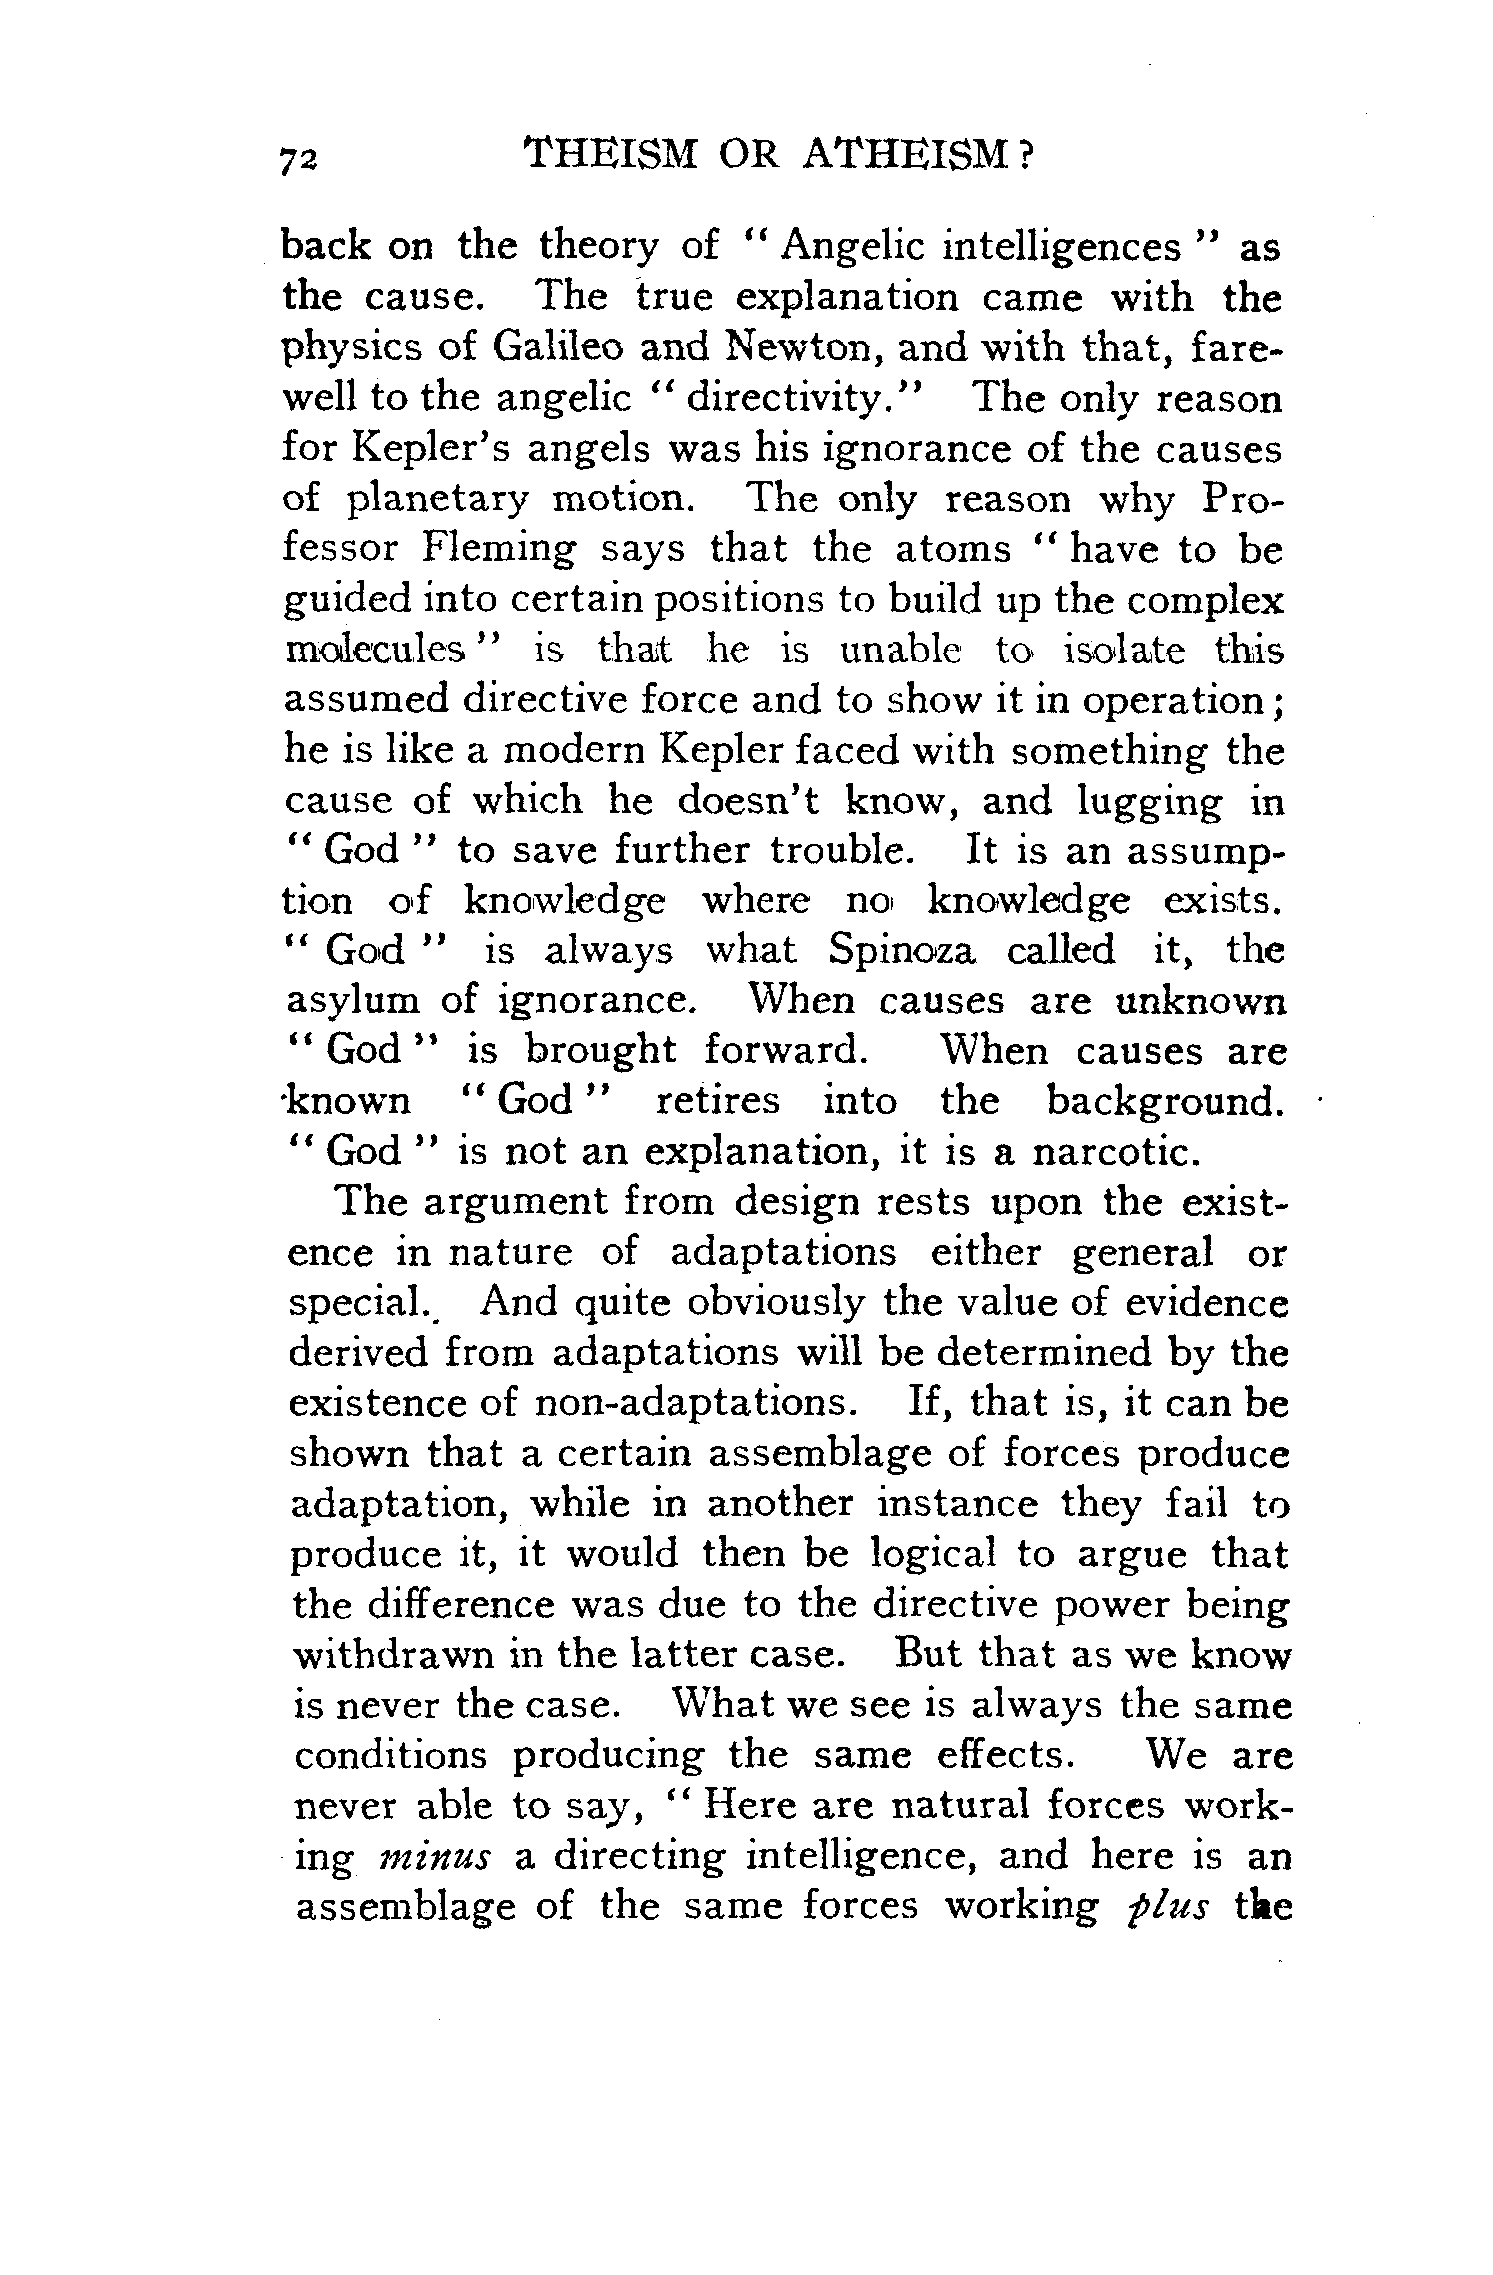 72 THEISM OR ATHEISM ?
back on the theory of " Angelic intelligences " as
the cause. The true explanation came with the
physics of Galileo and Newton, and with that, fare-
well to the angelic " directivity." The only reason
for Kepler's angels was his ignorance of the causes
of planetary motion. The only reason why Pro-
fessor Fleming says that the atoms " have to be
guided into certain positions to build up the complex
molecules " is that he is unable to isolate this
assumed directive force and to show it in operation ;
he is like a modern Kepler faced with something the
cause of which he doesn't know, and lugging in
" God " to save further trouble. It is an assump-
tion of knowledge where no knowledge exists.
" God " is always what Spinoza called it, the
asylum of ignorance. When causes are unknown
" God " is brought forward. When causes are
known " God " retires into the background.
" God " is not an explanation, it is a narcotic.
The argument from design rests upon the exist-
ence in nature of adaptations either general or
special. And quite obviously the value of evidence
derived from adaptations will be determined by the
existence of non-adaptations. If, that is, it can be
shown that a certain assemblage of forces produce
adaptation, while in another instance they fail to
produce it, it would then be logical to argue that
the difference was due to the directive power being
withdrawn in the latter case. But that as we know
is never the case. What we see is always the same
conditions producing the same effects. We are
never able to say, " Here are natural forces work-
ing minus a directing intelligence, and here is an
assemblage of the same forces working plus the